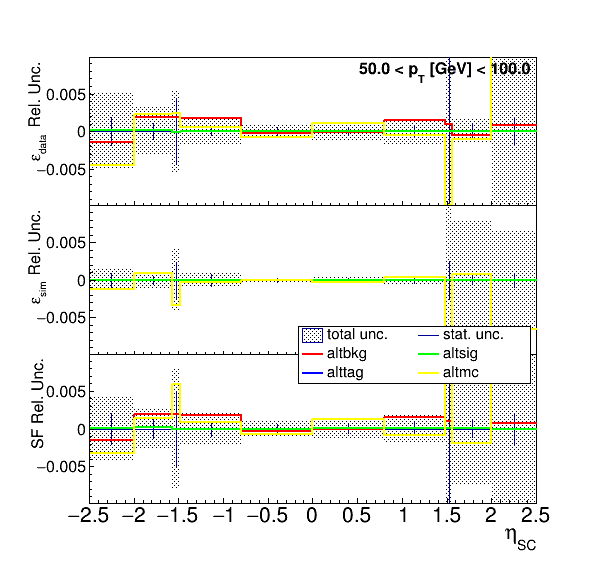 50.0 < p_T [GeV] < 100.0
ε_data Rel. Unc.
0.005
0
−0.005
ε_sim Rel. Unc.
0.005
0
−0.005
total unc. stat. unc.
altbkg altsig
alttag altmc
SF Rel. Unc.
0.005
0
−0.005
−2.5 −2 −1.5 −1 −0.5 0 0.5 1 1.5 2 2.5
η_SC